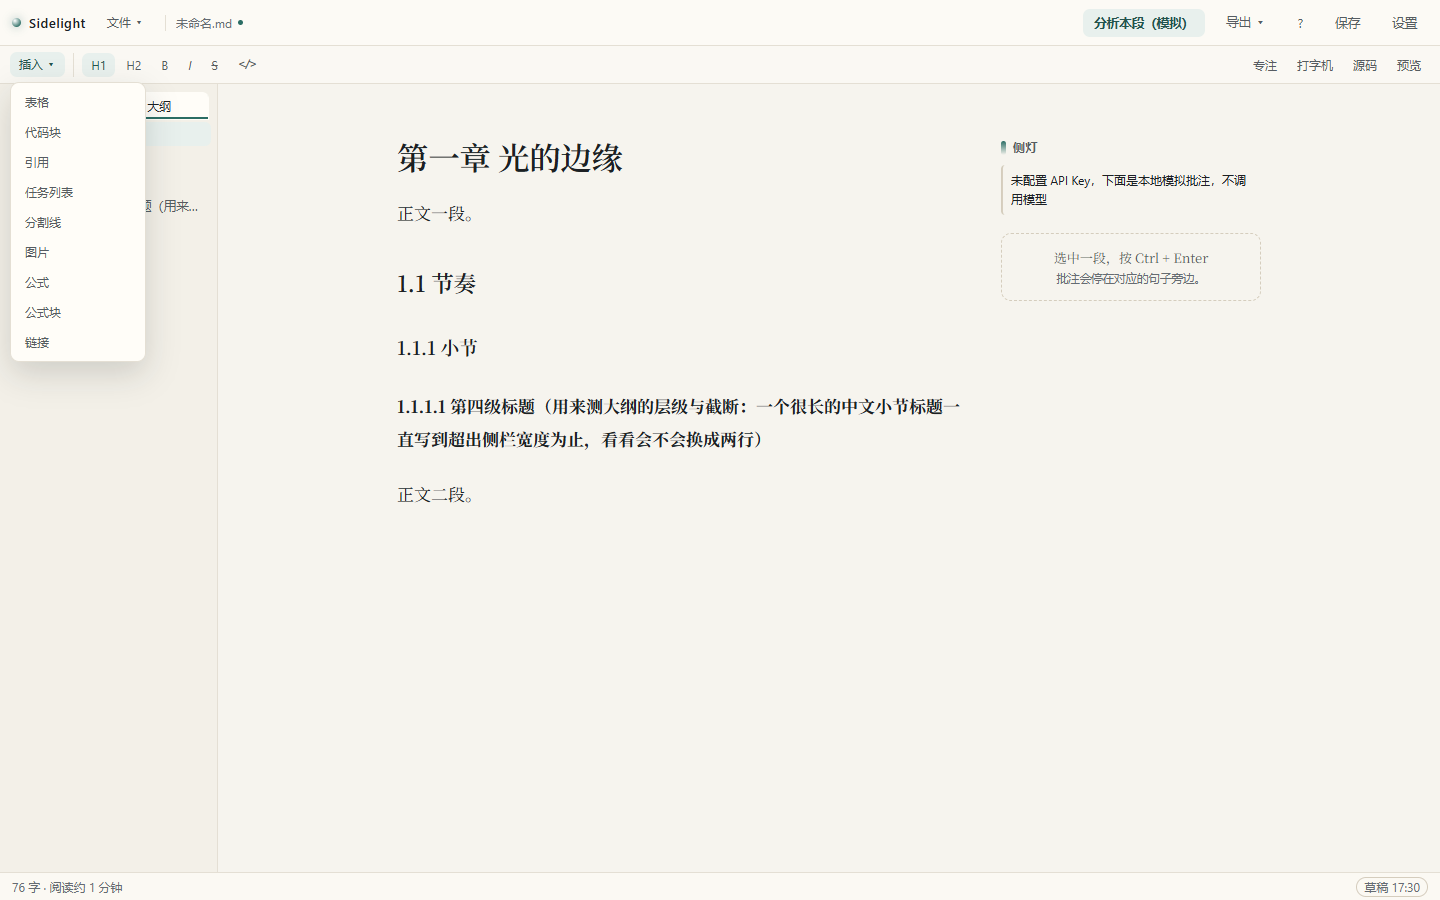 Sidelight 文件 未命名.md 分析本段（模拟） 导出 ? 保存 设置
插入 H1 H2 B I S </> 专注 打字机 源码 预览
表格
代码块
引用
任务列表
分割线
图片
公式
公式块
链接
大纲
题（用来...
第一章 光的边缘
正文一段。
1.1 节奏
1.1.1 小节
1.1.1.1 第四级标题（用来测大纲的层级与截断：一个很长的中文小节标题一
直写到超出侧栏宽度为止，看看会不会换成两行）
正文二段。
侧灯
未配置 API Key，下面是本地模拟批注，不调
用模型
选中一段，按 Ctrl + Enter
批注会停在对应的句子旁边。
76 字 · 阅读约 1 分钟 草稿 17:30